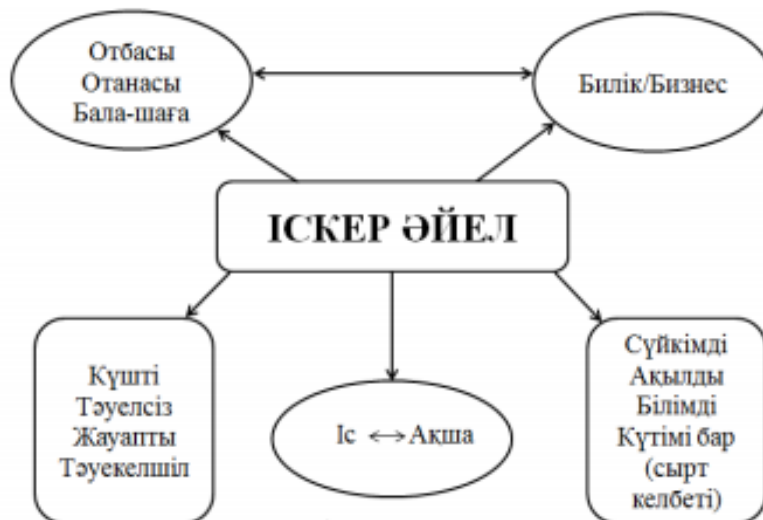 Отбасы
Отанасы
Бала-шаға
Билік/Бизнес
ІСКЕР ӘЙЕЛ
Күшті
Тәуелсіз
Жауапты
Тәуекелшіл
Іс ↔ Ақша
Сүйкімді
Ақылды
Білімді
Күтімі бар
(сырт
келбеті)